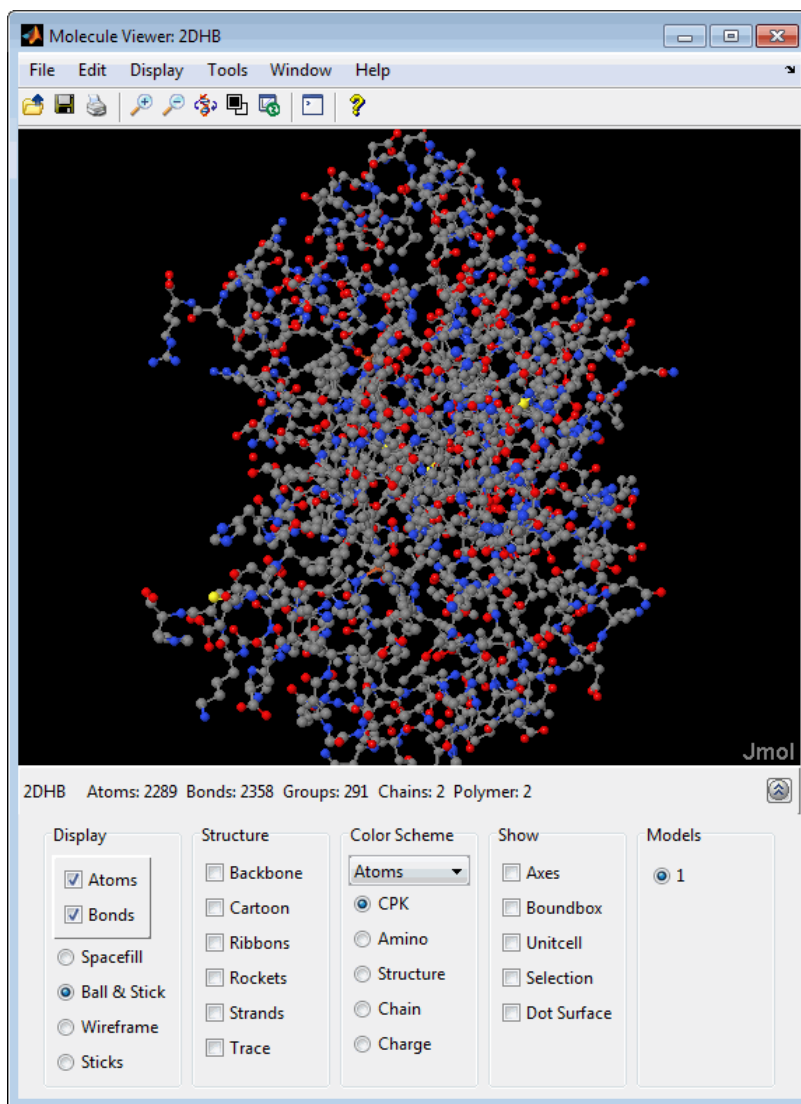 Molecule Viewer: 2DHB
File Edit Display Tools Window Help
Jmol
2DHB Atoms: 2289 Bonds: 2358 Groups: 291 Chains: 2 Polymer: 2
Display Structure Color Scheme Show Models
Atoms Backbone Atoms Axes 1
Bonds Cartoon CPK Boundbox
Spacefill Ribbons Amino Unitcell
Ball & Stick Rockets Structure Selection
Wireframe Strands Chain Dot Surface
Sticks Trace Charge